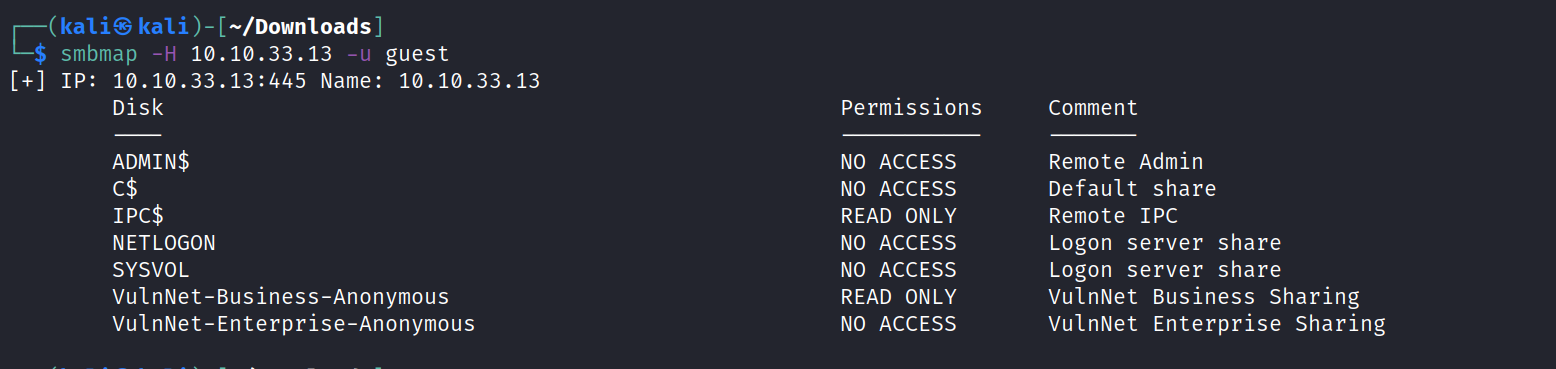 ┌──(kali㉿kali)-[~/Downloads]
└─$ smbmap -H 10.10.33.13 -u guest
[+] IP: 10.10.33.13:445 Name: 10.10.33.13
Disk Permissions Comment
---- ----------- -------
ADMIN$ NO ACCESS Remote Admin
C$ NO ACCESS Default share
IPC$ READ ONLY Remote IPC
NETLOGON NO ACCESS Logon server share
SYSVOL NO ACCESS Logon server share
VulnNet-Business-Anonymous READ ONLY VulnNet Business Sharing
VulnNet-Enterprise-Anonymous NO ACCESS VulnNet Enterprise Sharing